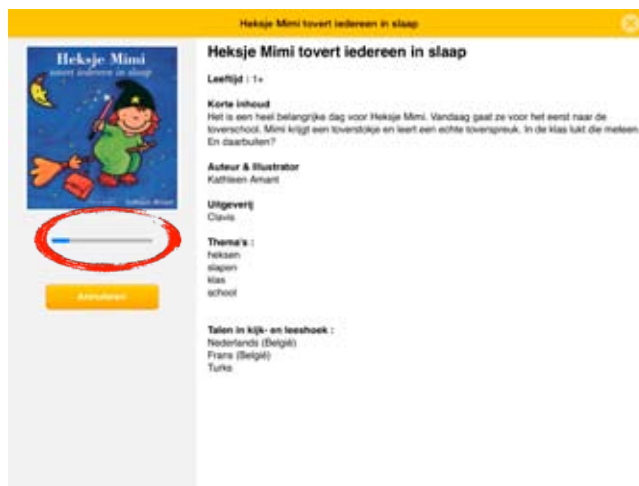 Heksje Mimi tovert iedereen in slaap
Heksje Mimi
tovert iedereen in slaap
Kathleen Amant
Annuleren
Heksje Mimi tovert iedereen in slaap
Leeftijd : 1+
Korte inhoud
Het is een heel belangrijke dag voor Heksje Mimi. Vandaag gaat ze voor het eerst naar de
toverschool. Mimi krijgt een toverstokje en leert een echte toverspreuk. In de klas lukt die meteen.
En daarbuiten?
Auteur & Illustrator
Kathleen Amant
Uitgeverij
Clavis
Thema's :
heksen
slapen
klas
school
Talen in kijk- en leeshoek :
Nederlands (België)
Frans (België)
Turks